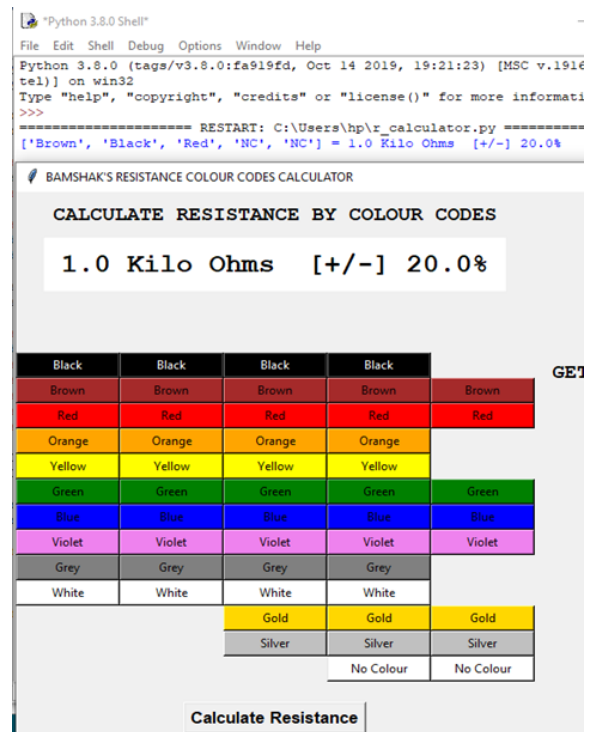 *Python 3.8.0 Shell*
File Edit Shell Debug Options Window Help
Python 3.8.0 (tags/v3.8.0:fa919fd, Oct 14 2019, 19:21:23) [MSC v.1916
tel)] on win32
Type "help", "copyright", "credits" or "license()" for more informati
>>>
===================== RESTART: C:\Users\hp\r_calculator.py ==========
['Brown', 'Black', 'Red', 'NC', 'NC'] = 1.0 Kilo Ohms [+/-] 20.0%
BAMSHAK'S RESISTANCE COLOUR CODES CALCULATOR
CALCULATE RESISTANCE BY COLOUR CODES
1.0 Kilo Ohms [+/-] 20.0%
GET
Black Black Black Black
Brown Brown Brown Brown Brown
Red Red Red Red Red
Orange Orange Orange Orange
Yellow Yellow Yellow Yellow
Green Green Green Green Green
Blue Blue Blue Blue Blue
Violet Violet Violet Violet Violet
Grey Grey Grey Grey
White White White White
Gold Gold Gold
Silver Silver Silver
No Colour No Colour
Calculate Resistance